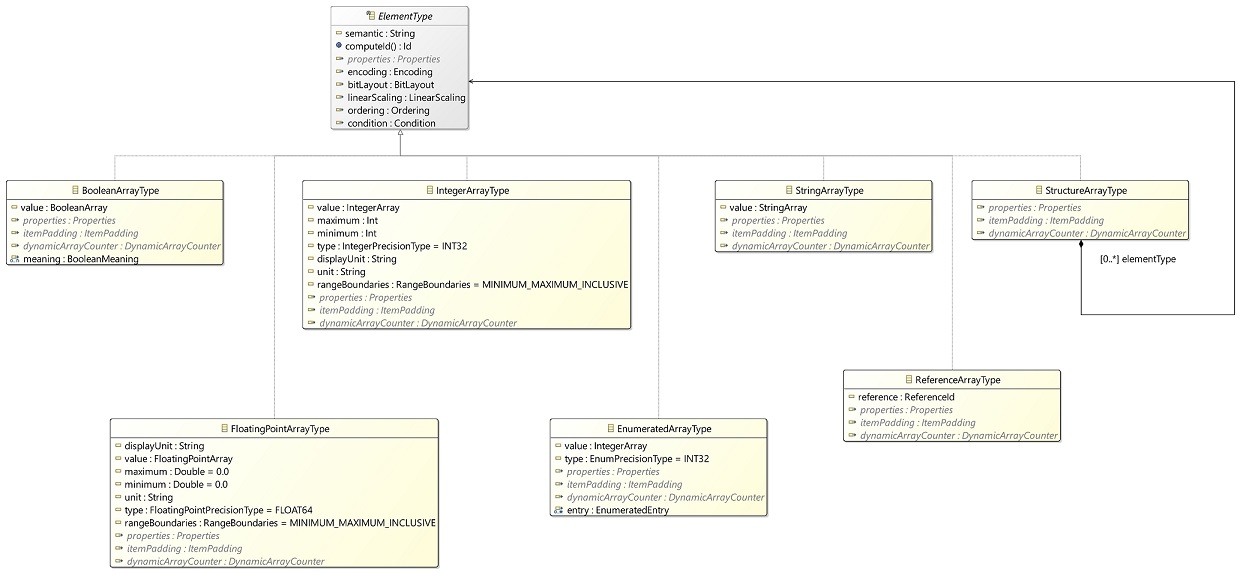 ElementType
semantic : String
computeId() : Id
properties : Properties
encoding : Encoding
bitLayout : BitLayout
linearScaling : LinearScaling
ordering : Ordering
condition : Condition
BooleanArrayType
value : BooleanArray
properties : Properties
itemPadding : ItemPadding
dynamicArrayCounter : DynamicArrayCounter
meaning : BooleanMeaning
IntegerArrayType
value : IntegerArray
maximum : Int
minimum : Int
type : IntegerPrecisionType = INT32
displayUnit : String
unit : String
rangeBoundaries : RangeBoundaries = MINIMUM_MAXIMUM_INCLUSIVE
properties : Properties
itemPadding : ItemPadding
dynamicArrayCounter : DynamicArrayCounter
StringArrayType
value : StringArray
properties : Properties
itemPadding : ItemPadding
dynamicArrayCounter : DynamicArrayCounter
StructureArrayType
properties : Properties
itemPadding : ItemPadding
dynamicArrayCounter : DynamicArrayCounter
[0..*] elementType
ReferenceArrayType
reference : ReferenceId
properties : Properties
itemPadding : ItemPadding
dynamicArrayCounter : DynamicArrayCounter
FloatingPointArrayType
displayUnit : String
value : FloatingPointArray
maximum : Double = 0.0
minimum : Double = 0.0
unit : String
type : FloatingPointPrecisionType = FLOAT64
rangeBoundaries : RangeBoundaries = MINIMUM_MAXIMUM_INCLUSIVE
properties : Properties
itemPadding : ItemPadding
dynamicArrayCounter : DynamicArrayCounter
EnumeratedArrayType
value : IntegerArray
type : EnumPrecisionType = INT32
properties : Properties
itemPadding : ItemPadding
dynamicArrayCounter : DynamicArrayCounter
entry : EnumeratedEntry